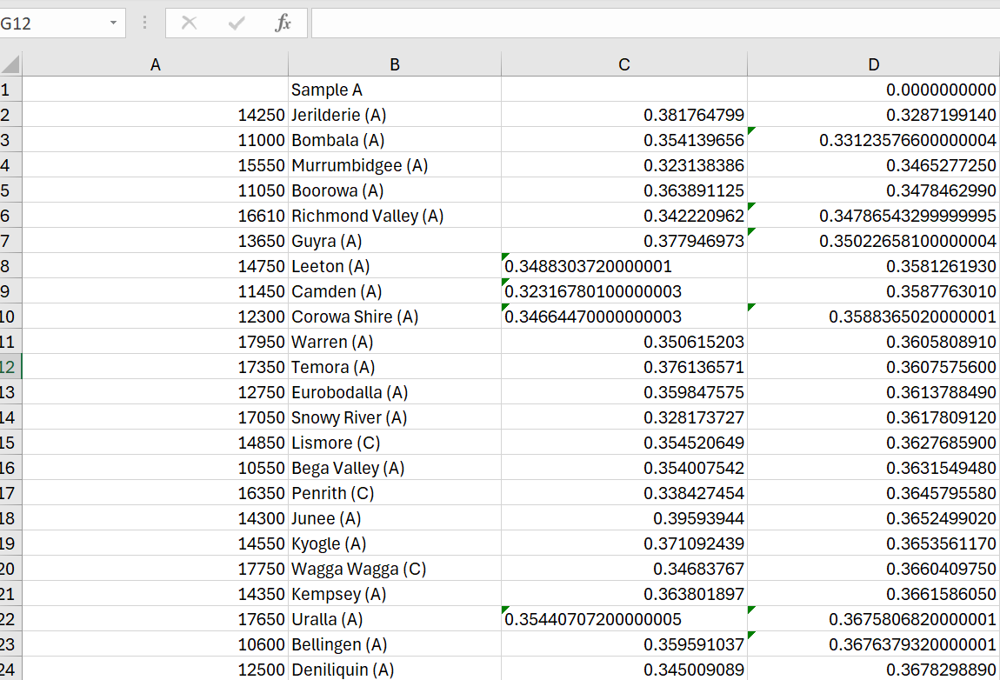 G12 fx
A B C D
1 Sample A 0.0000000000
2 14250 Jerilderie (A) 0.381764799 0.3287199140
3 11000 Bombala (A) 0.354139656 0.33123576600000004
4 15550 Murrumbidgee (A) 0.323138386 0.3465277250
5 11050 Boorowa (A) 0.363891125 0.3478462990
6 16610 Richmond Valley (A) 0.342220962 0.34786543299999995
7 13650 Guyra (A) 0.377946973 0.35022658100000004
8 14750 Leeton (A) 0.3488303720000001 0.3581261930
9 11450 Camden (A) 0.32316780100000003 0.3587763010
10 12300 Corowa Shire (A) 0.34664470000000003 0.3588365020000001
11 17950 Warren (A) 0.350615203 0.3605808910
12 17350 Temora (A) 0.376136571 0.3607575600
13 12750 Eurobodalla (A) 0.359847575 0.3613788490
14 17050 Snowy River (A) 0.328173727 0.3617809120
15 14850 Lismore (C) 0.354520649 0.3627685900
16 10550 Bega Valley (A) 0.354007542 0.3631549480
17 16350 Penrith (C) 0.338427454 0.3645795580
18 14300 Junee (A) 0.39593944 0.3652499020
19 14550 Kyogle (A) 0.371092439 0.3653561170
20 17750 Wagga Wagga (C) 0.34683767 0.3660409750
21 14350 Kempsey (A) 0.363801897 0.3661586050
22 17650 Uralla (A) 0.35440707200000005 0.3675806820000001
23 10600 Bellingen (A) 0.359591037 0.3676379320000001
24 12500 Deniliquin (A) 0.345009089 0.3678298890